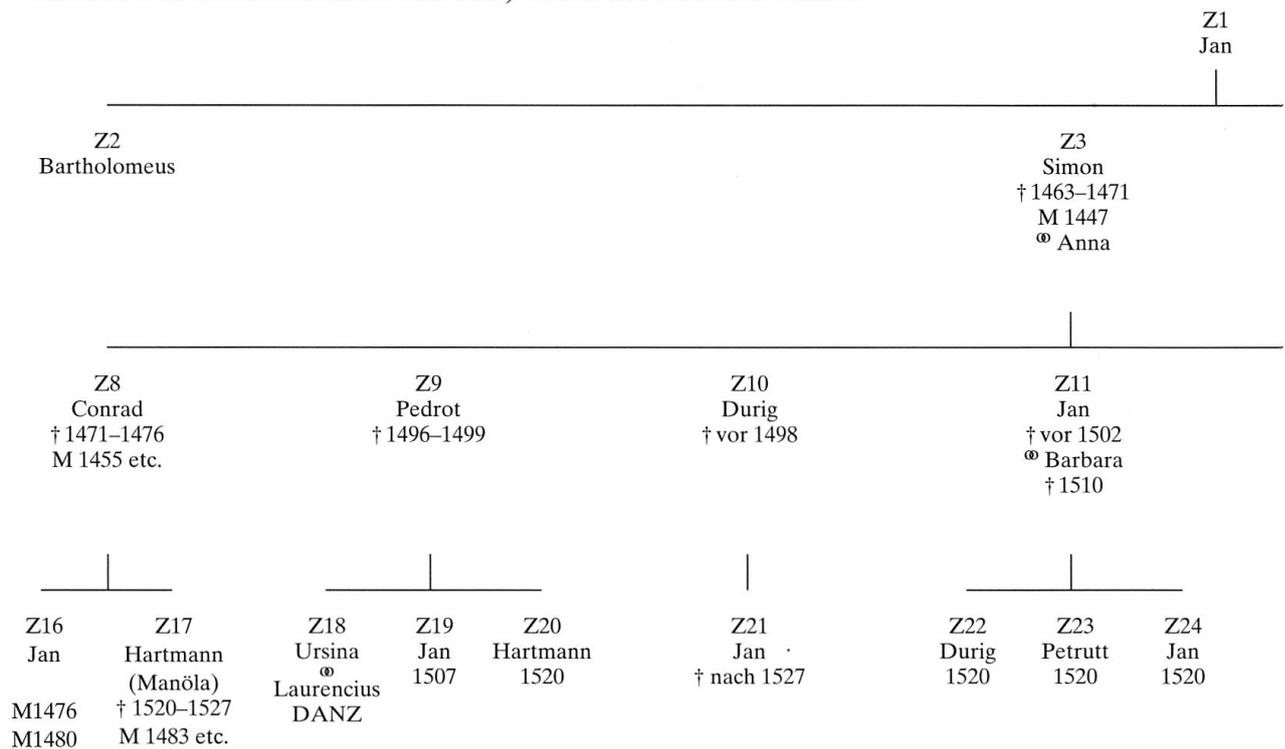 Z1
Jan
Z2
Bartholomeus
Z3
Simon
† 1463–1471
M 1447
⚭ Anna
Z8
Conrad
† 1471–1476
M 1455 etc.
Z9
Pedrot
† 1496–1499
Z10
Durig
† vor 1498
Z11
Jan
† vor 1502
⚭ Barbara
† 1510
Z16
Jan
M1476
M1480
Z17
Hartmann
(Manöla)
† 1520–1527
M 1483 etc.
Z18
Ursina
⚭
Laurencius
DANZ
Z19
Jan
1507
Z20
Hartmann
1520
Z21
Jan
† nach 1527
Z22
Durig
1520
Z23
Petrutt
1520
Z24
Jan
1520